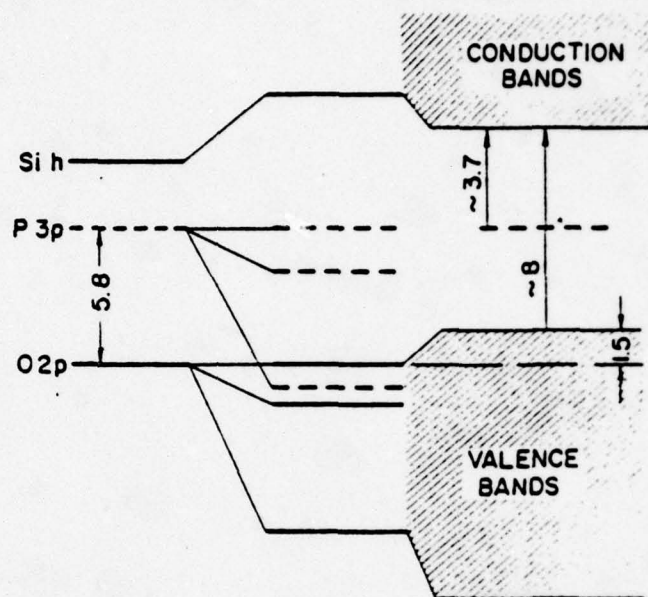 CONDUCTION
BANDS
Si h
~3.7
P 3p
5.8
~8
O 2p
1.5
VALENCE
BANDS